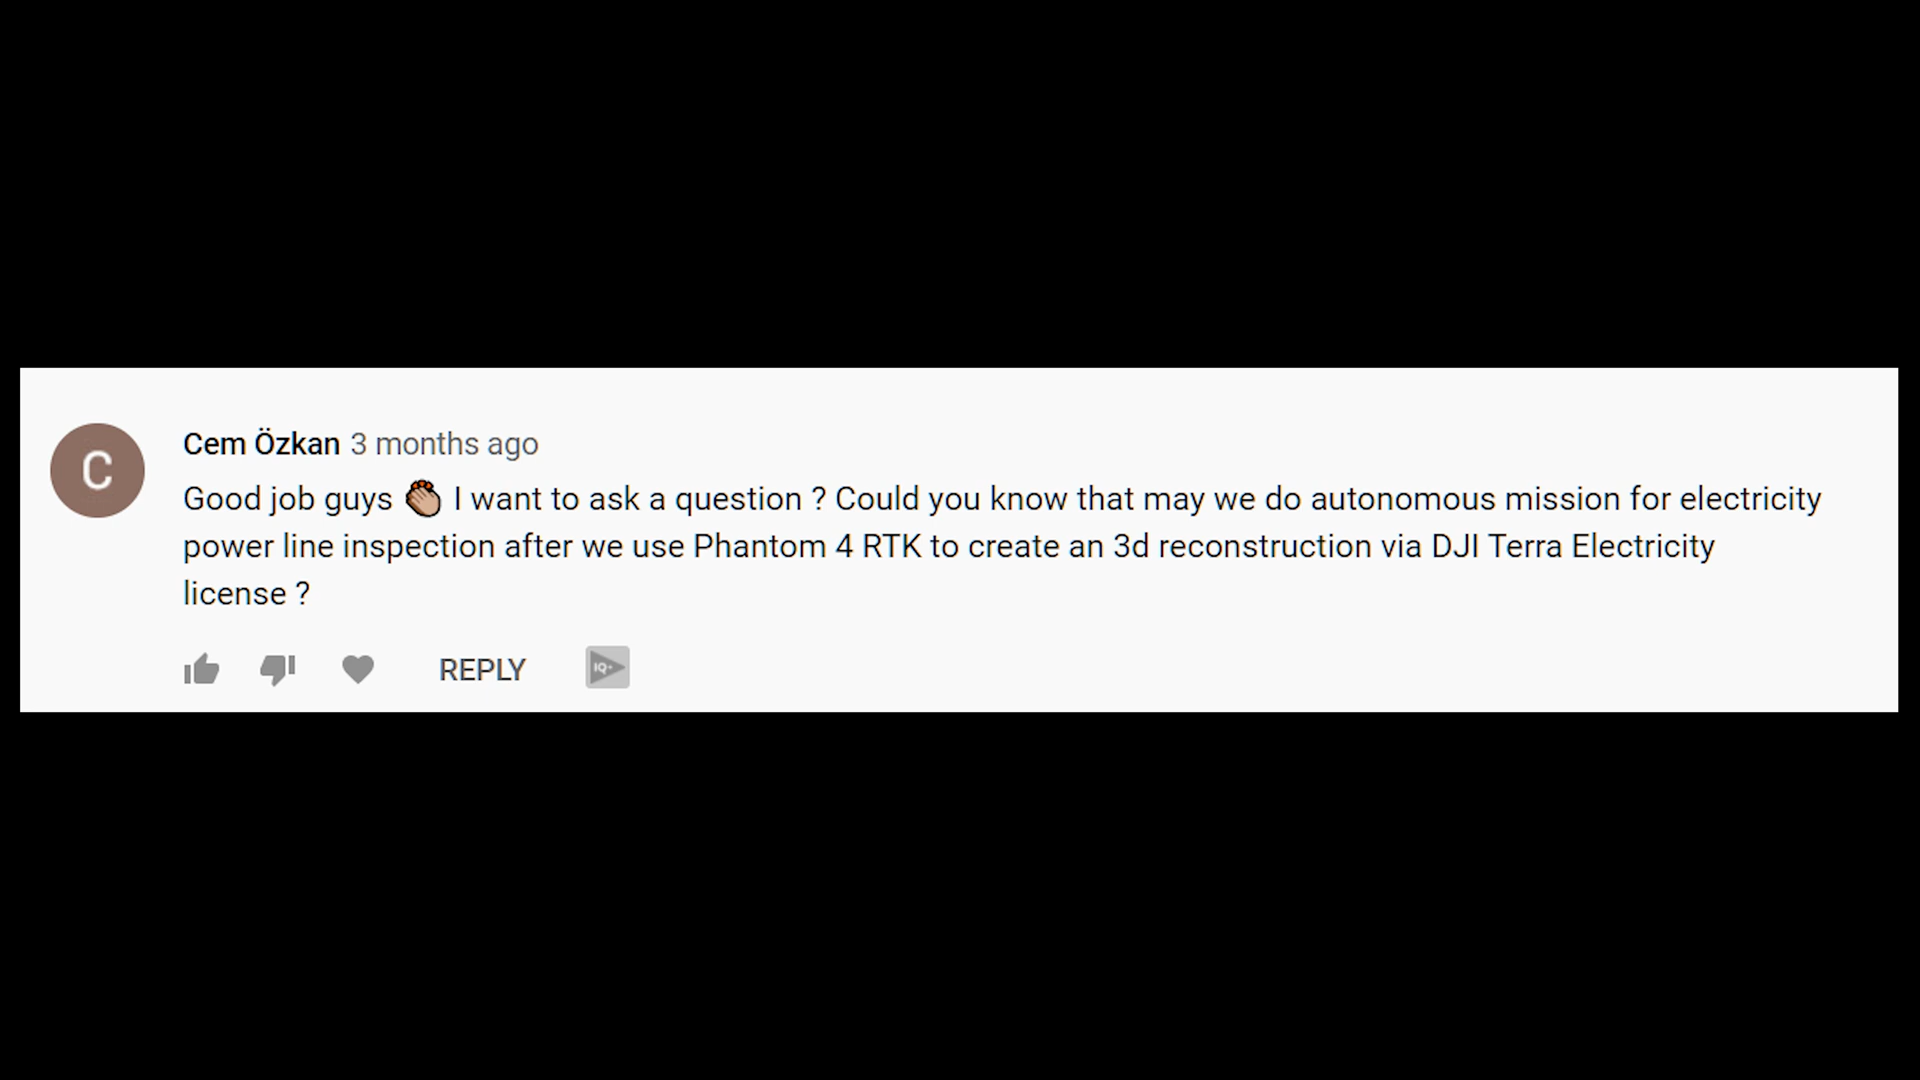 C
Cem Özkan 3 months ago
Good job guys 👏🏼 I want to ask a question ? Could you know that may we do autonomous mission for electricity
power line inspection after we use Phantom 4 RTK to create an 3d reconstruction via DJI Terra Electricity
license ?
REPLY
IQ+